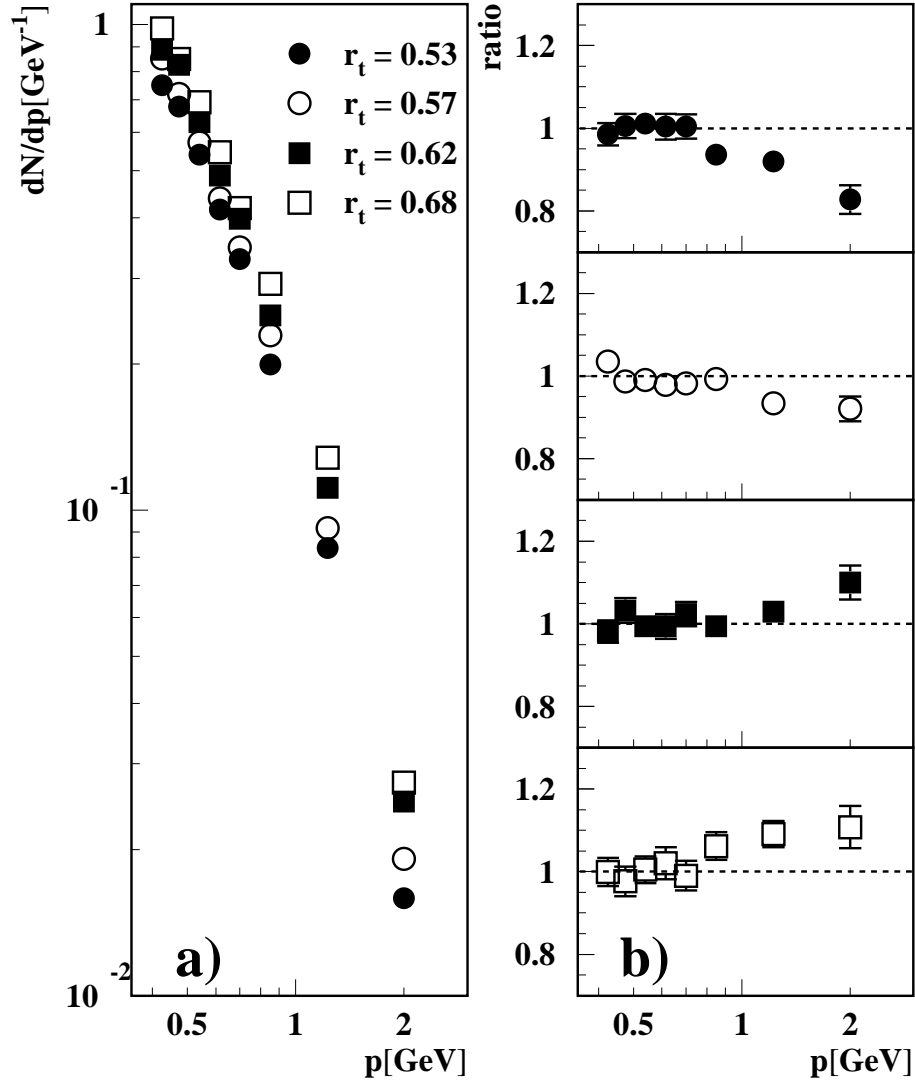 dN/dp[GeV⁻¹]
1
10⁻¹
10⁻²
r_t = 0.53
r_t = 0.57
r_t = 0.62
r_t = 0.68
a)
0.5 1 2
p[GeV]
ratio
1.2
1
0.8
1.2
1
0.8
1.2
1
0.8
1.2
1
0.8
b)
0.5 1 2
p[GeV]